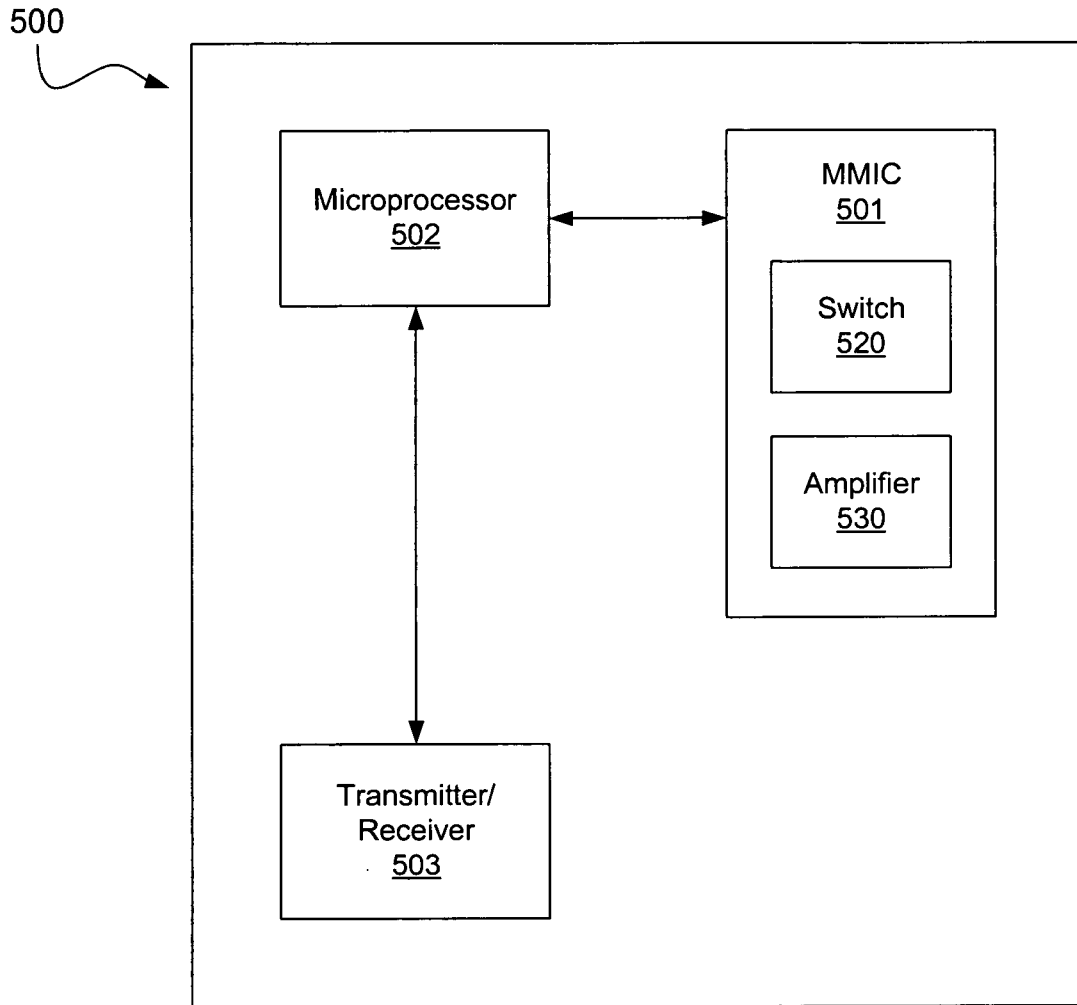 500
Microprocessor
502
MMIC
501
Switch
520
Amplifier
530
Transmitter/
Receiver
503